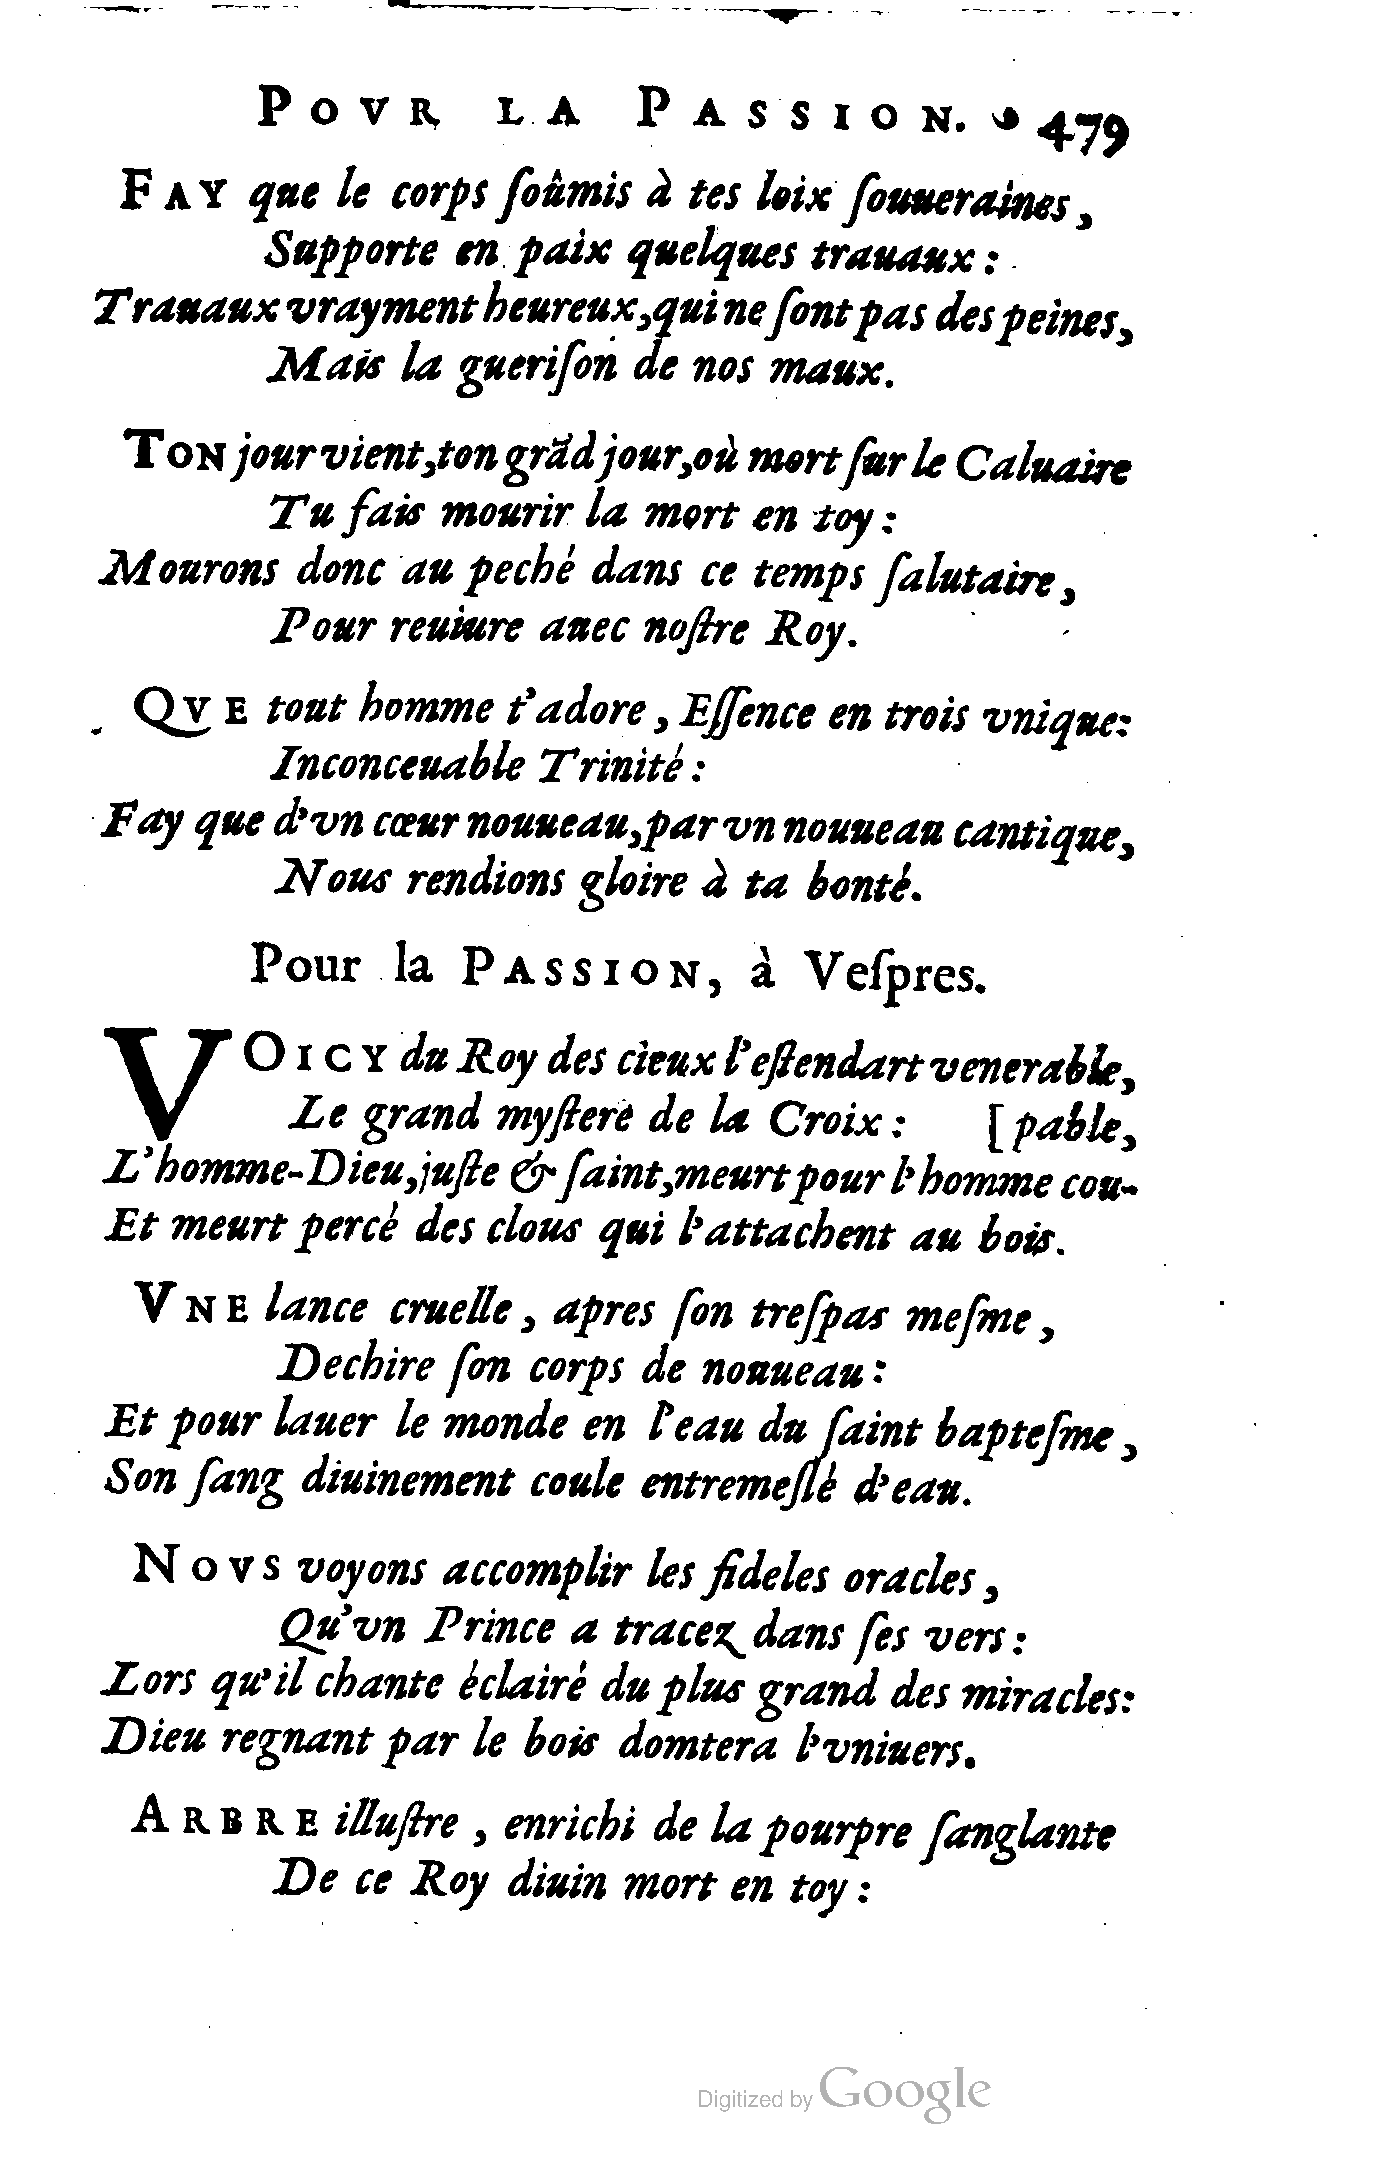 POVR LA PASSION. 479
FAY que le corps ſoûmis à tes loix ſouueraines,
Supporte en paix quelques trauaux :
Trauaux vrayment heureux, qui ne ſont pas des peines,
Mais la gueriſon de nos maux.
TON jour vient, ton grãd jour, où mort ſur le Caluaire
Tu fais mourir la mort en toy :
Mourons donc au peché dans ce temps ſalutaire,
Pour reuiure auec noſtre Roy.
QVE tout homme t'adore, Eſſence en trois vnique:
Inconceuable Trinité :
Fay que d'vn cœur nouueau, par vn nouueau cantique,
Nous rendions gloire à ta bonté.
Pour la PASSION, à Veſpres.
VOICY du Roy des cieux l'eſtendart venerable,
Le grand myſtere de la Croix : [pable,
L'homme-Dieu, juſte & ſaint, meurt pour l'homme cou-
Et meurt percé des clous qui l'attachent au bois.
VNE lance cruelle, apres ſon treſpas meſme,
Dechire ſon corps de nouueau :
Et pour lauer le monde en l'eau du ſaint bapteſme,
Son ſang diuinement coule entremeſlé d'eau.
NOVS voyons accomplir les fideles oracles,
Qu'vn Prince a tracez dans ſes vers :
Lors qu'il chante éclairé du plus grand des miracles:
Dieu regnant par le bois domtera l'vniuers.
ARBRE illuſtre, enrichi de la pourpre ſanglante
De ce Roy diuin mort en toy :
Digitized by Google